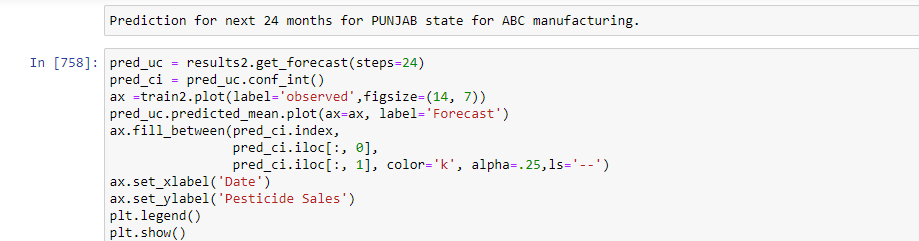 Prediction for next 24 months for PUNJAB state for ABC manufacturing.
In [758]: pred_uc = results2.get_forecast(steps=24)
pred_ci = pred_uc.conf_int()
ax =train2.plot(label='observed',figsize=(14, 7))
pred_uc.predicted_mean.plot(ax=ax, label='Forecast')
ax.fill_between(pred_ci.index,
                pred_ci.iloc[:, 0],
                pred_ci.iloc[:, 1], color='k', alpha=.25,ls='--')
ax.set_xlabel('Date')
ax.set_ylabel('Pesticide Sales')
plt.legend()
plt.show()